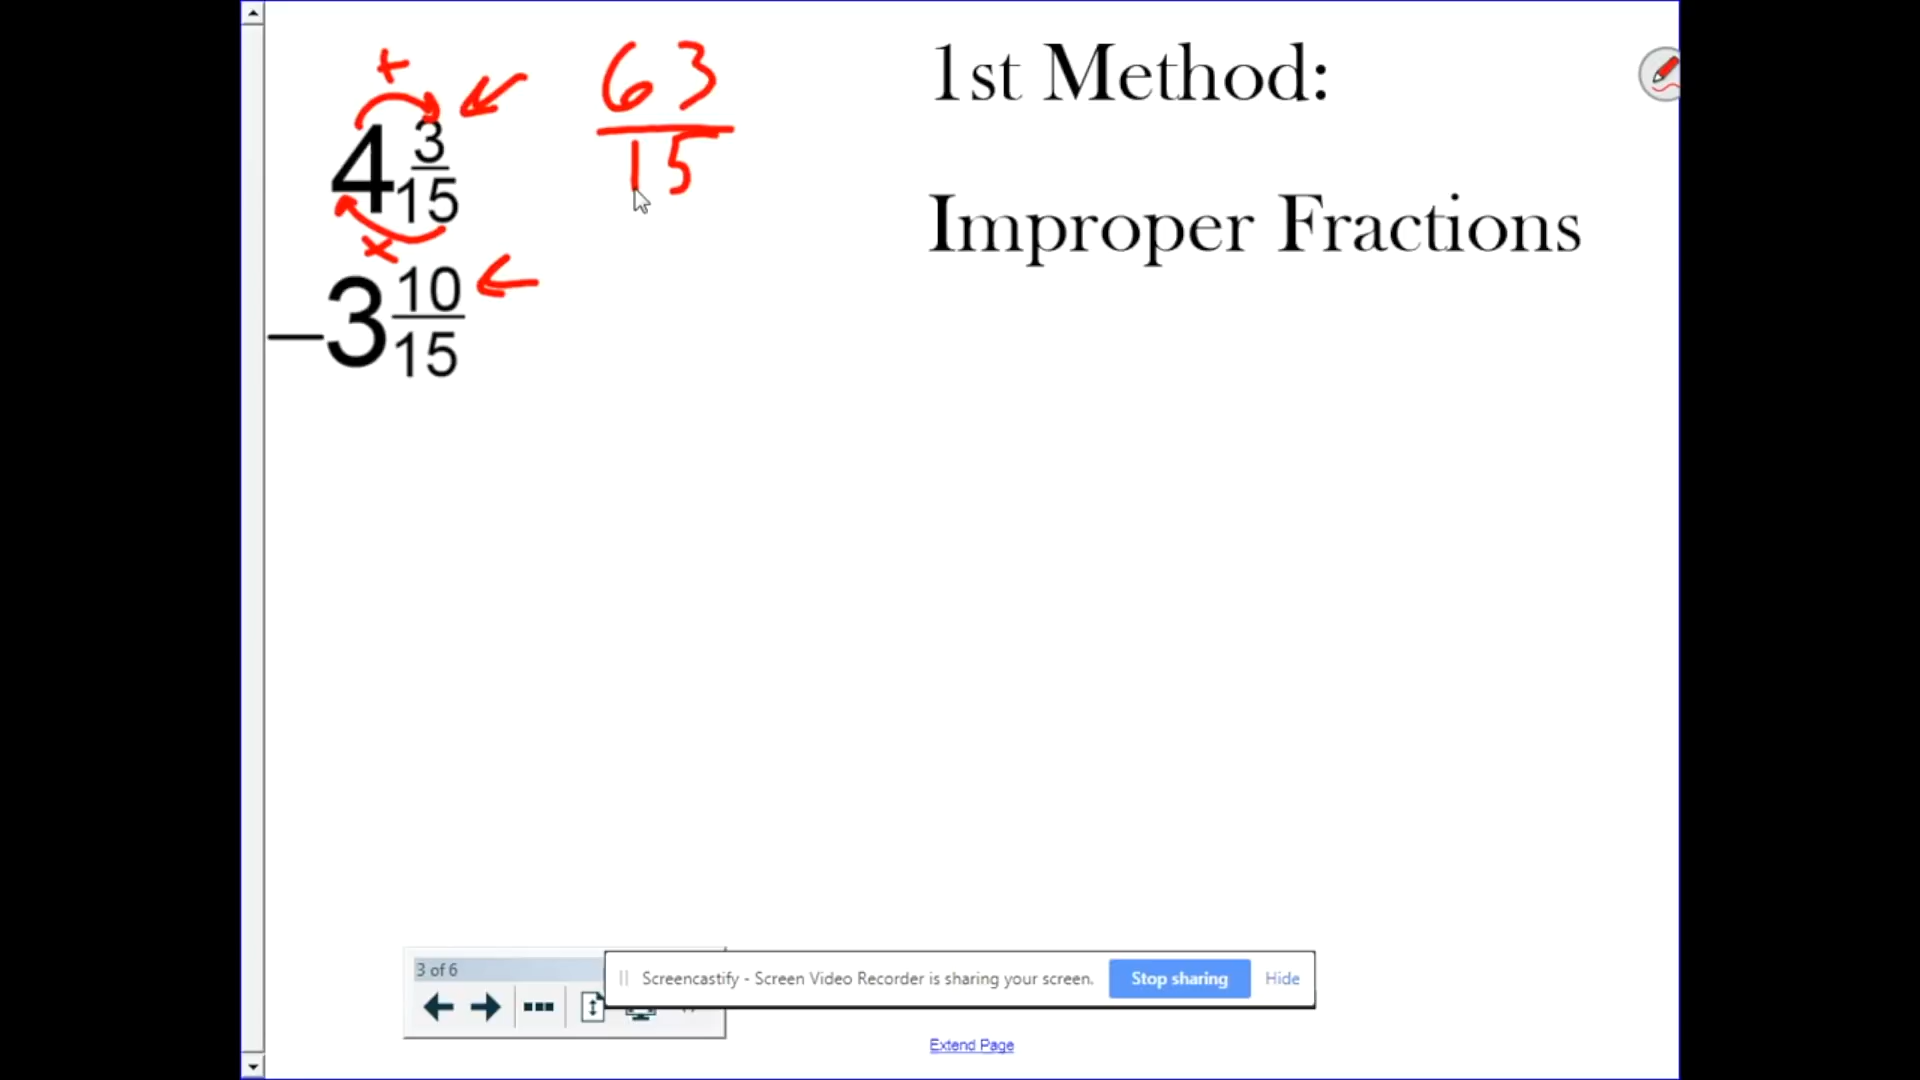 1st Method:
Improper Fractions
+
4 3/15
×
63/15
−3 10/15
3 of 6
Screencastify - Screen Video Recorder is sharing your screen.
Stop sharing
Hide
Extend Page